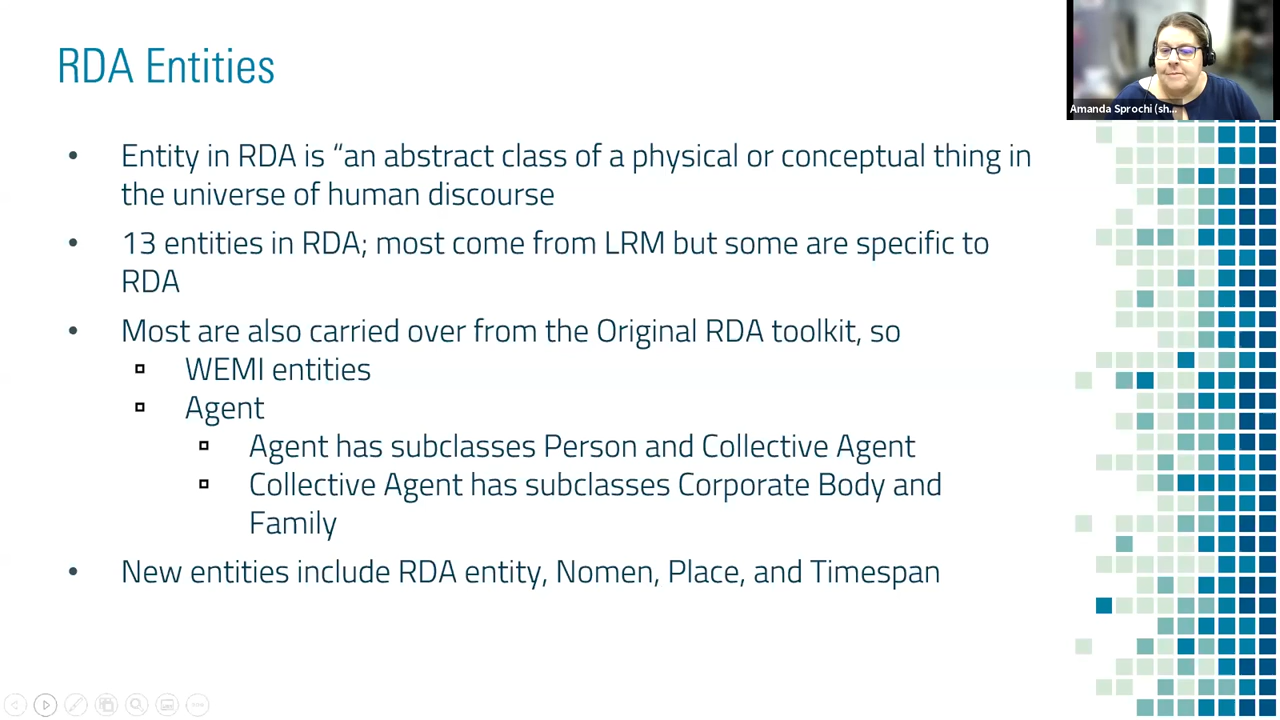 RDA Entities
Amanda Sprochi (sh...
• Entity in RDA is “an abstract class of a physical or conceptual thing in
the universe of human discourse
• 13 entities in RDA; most come from LRM but some are specific to
RDA
• Most are also carried over from the Original RDA toolkit, so
WEMI entities
Agent
Agent has subclasses Person and Collective Agent
Collective Agent has subclasses Corporate Body and
Family
• New entities include RDA entity, Nomen, Place, and Timespan